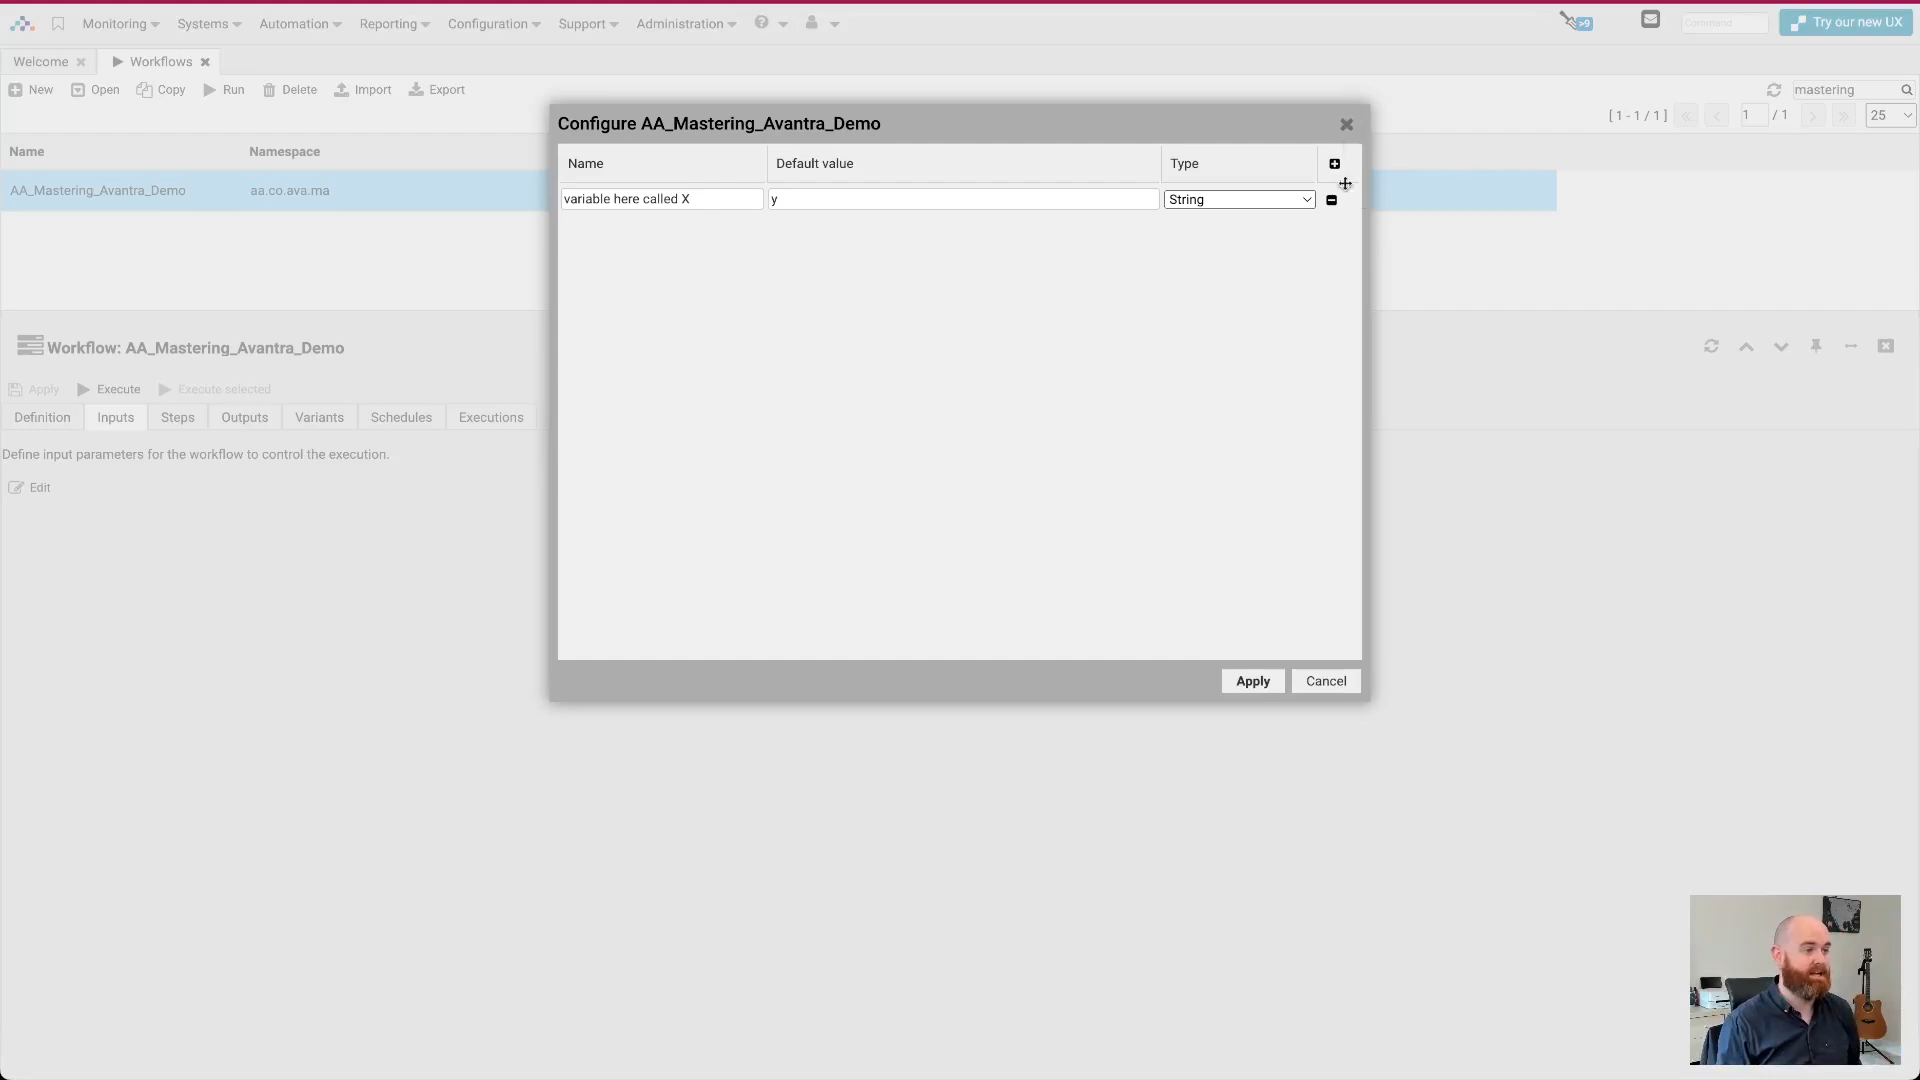 Monitoring Systems Automation Reporting Configuration Support Administration >9 Command Try our new UX
Welcome Workflows
New Open Copy Run Delete Import Export mastering
[ 1 - 1 / 1 ] 1 / 1 25
Configure AA_Mastering_Avantra_Demo
Name Namespace
Name Default value Type
AA_Mastering_Avantra_Demo aa.co.ava.ma
variable here called X y String
Workflow: AA_Mastering_Avantra_Demo
Apply Execute Execute selected
Definition Inputs Steps Outputs Variants Schedules Executions
Define input parameters for the workflow to control the execution.
Edit
Apply Cancel